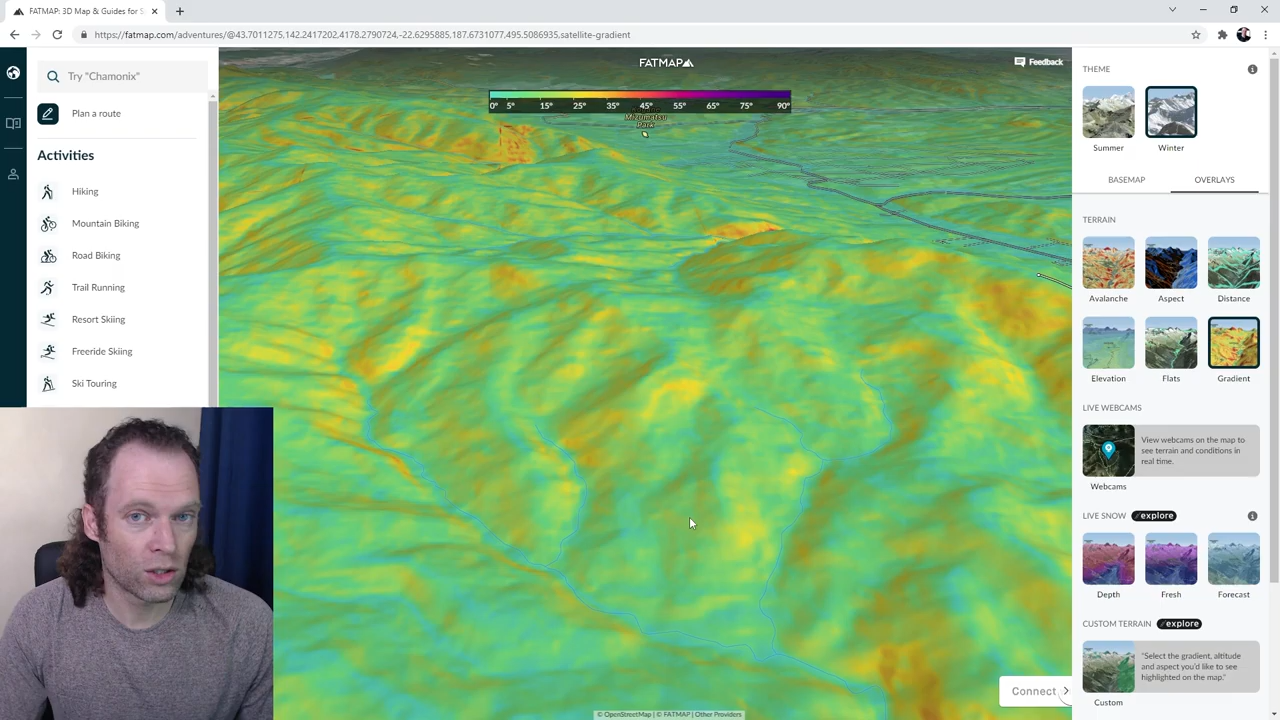 FATMAP: 3D Map & Guides for S
https://fatmap.com/adventures/@43.7011275,142.2417202,4178.2790724,-22.6295885,187.6731077,495.5086935,satellite-gradient
Try "Chamonix"
Plan a route
Activities
Hiking
Mountain Biking
Road Biking
Trail Running
Resort Skiing
Freeride Skiing
Ski Touring
FATMAP
Feedback
0° 5° 15° 25° 35° 45° 55° 65° 75° 90°
Mizumatsu
Park
Connect
© OpenStreetMap | © FATMAP | Other Providers
THEME
Summer
Winter
BASEMAP
OVERLAYS
TERRAIN
Avalanche
Aspect
Distance
Elevation
Flats
Gradient
LIVE WEBCAMS
View webcams on the map to
see terrain and conditions in
real time.
Webcams
LIVE SNOW explore
Depth
Fresh
Forecast
CUSTOM TERRAIN explore
"Select the gradient, altitude
and aspect you'd like to see
highlighted on the map."
Custom